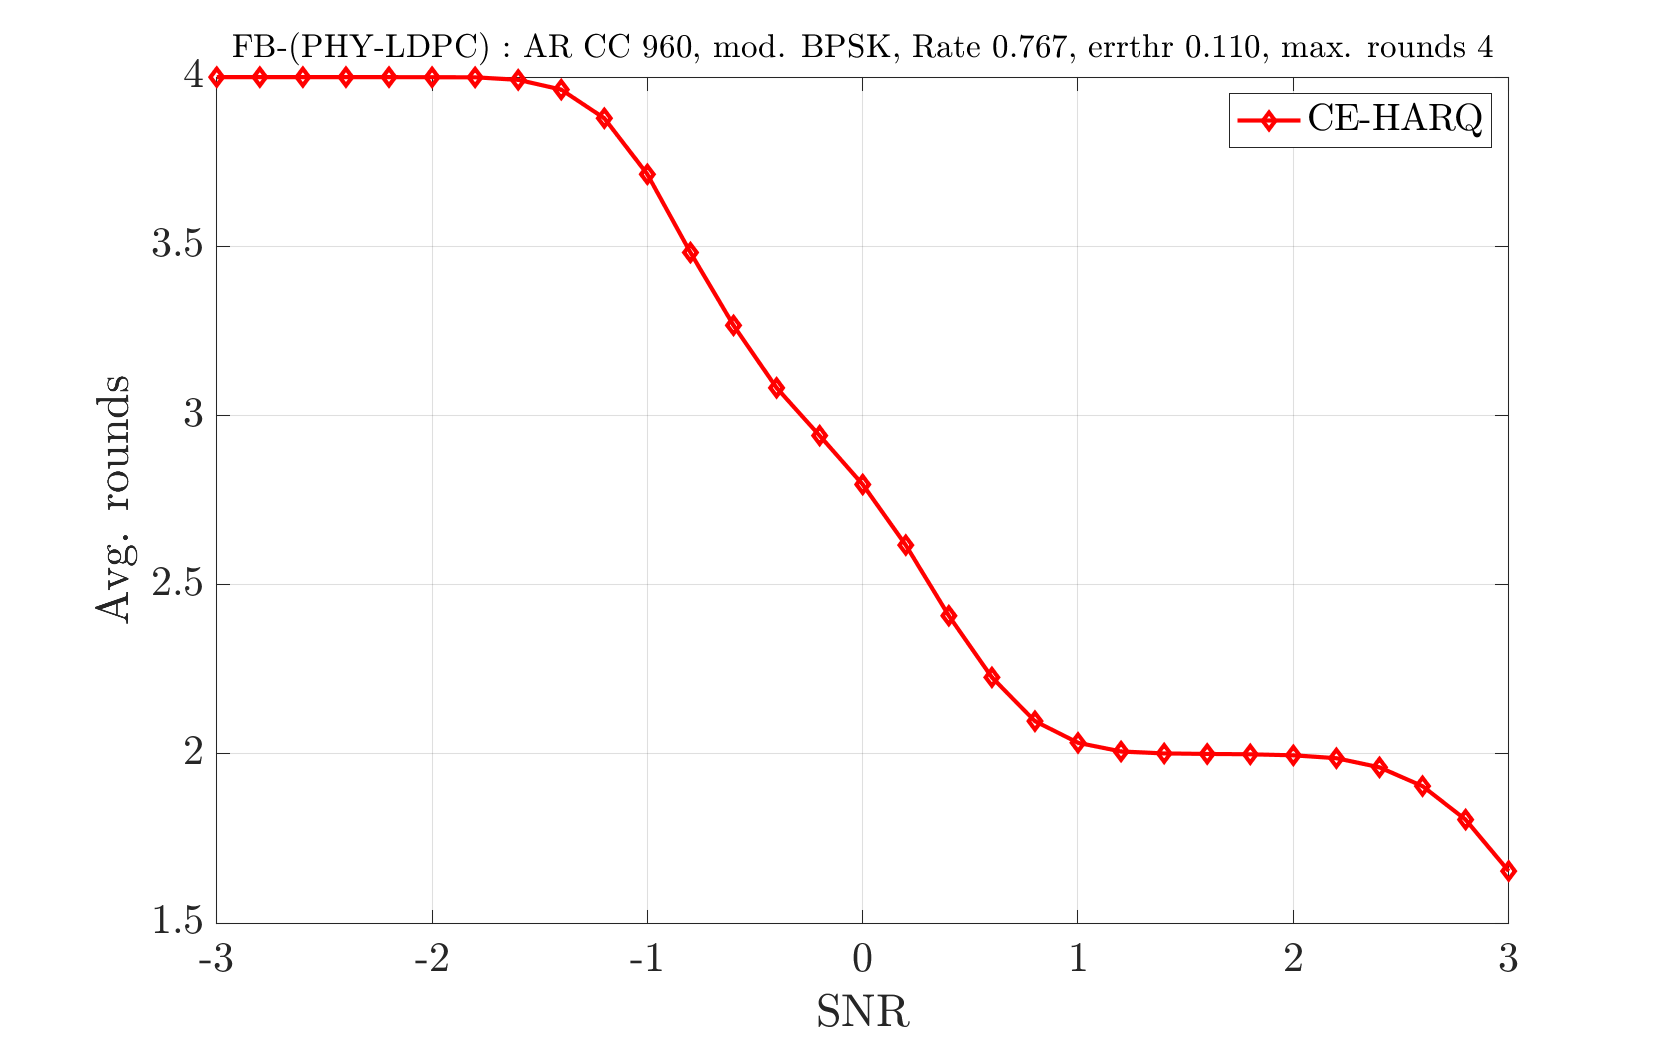 FB-(PHY-LDPC) : AR CC 960, mod. BPSK, Rate 0.767, errthr 0.110, max. rounds 4
CE-HARQ
4
3.5
3
2.5
2
1.5
Avg. rounds
-3 -2 -1 0 1 2 3
SNR